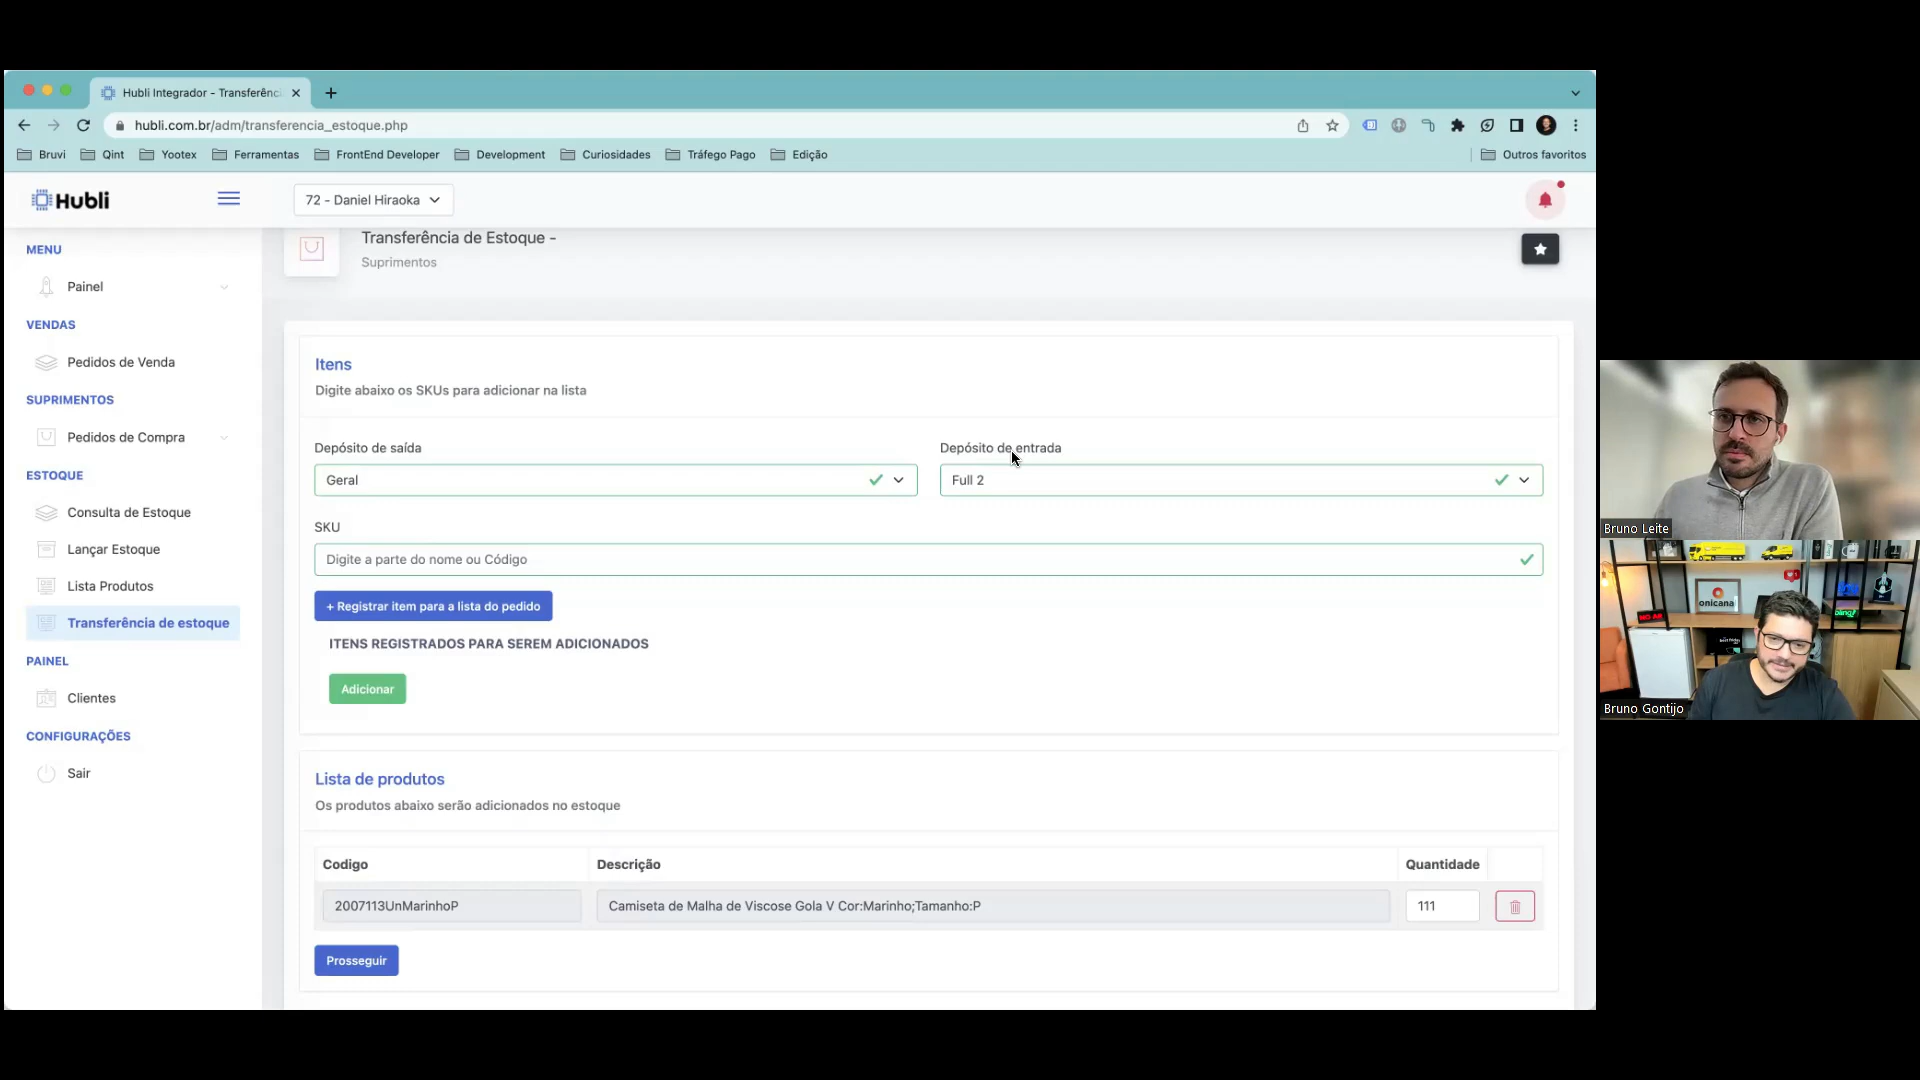 Hubli Integrador - Transferênc
hubli.com.br/adm/transferencia_estoque.php
Bruvi Qint Yootex Ferramentas FrontEnd Developer Development Curiosidades Tráfego Pago Edição Outros favoritos
Hubli
72 - Daniel Hiraoka
MENU
Painel
VENDAS
Pedidos de Venda
SUPRIMENTOS
Pedidos de Compra
ESTOQUE
Consulta de Estoque
Lançar Estoque
Lista Produtos
Transferência de estoque
PAINEL
Clientes
CONFIGURAÇÕES
Sair
Transferência de Estoque -
Suprimentos
Itens
Digite abaixo os SKUs para adicionar na lista
Depósito de saída Depósito de entrada
Geral Full 2
SKU
Digite a parte do nome ou Código
+ Registrar item para a lista do pedido
ITENS REGISTRADOS PARA SEREM ADICIONADOS
Adicionar
Lista de produtos
Os produtos abaixo serão adicionados no estoque
Codigo Descrição Quantidade
2007113UnMarinhoP Camiseta de Malha de Viscose Gola V Cor:Marinho;Tamanho:P 111
Prosseguir
Bruno Leite
onicana
ON AIR
bling!
Bruno Gontijo